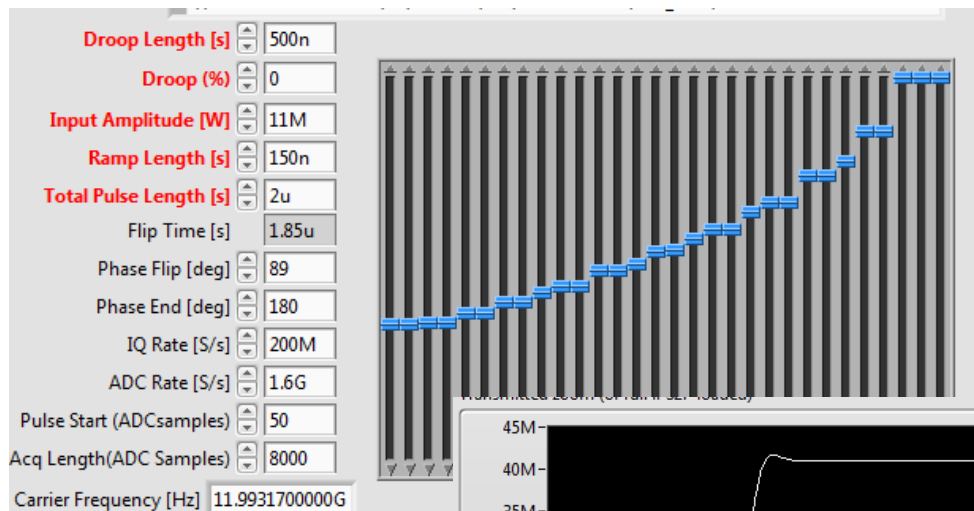 Droop Length [s] 500n
Droop (%) 0
Input Amplitude [W] 11M
Ramp Length [s] 150n
Total Pulse Length [s] 2u
Flip Time [s] 1.85u
Phase Flip [deg] 89
Phase End [deg] 180
IQ Rate [S/s] 200M
ADC Rate [S/s] 1.6G
Pulse Start (ADCsamples) 50
Acq Length(ADC Samples) 8000
Carrier Frequency [Hz] 11.9931700000G
45M
40M
35M